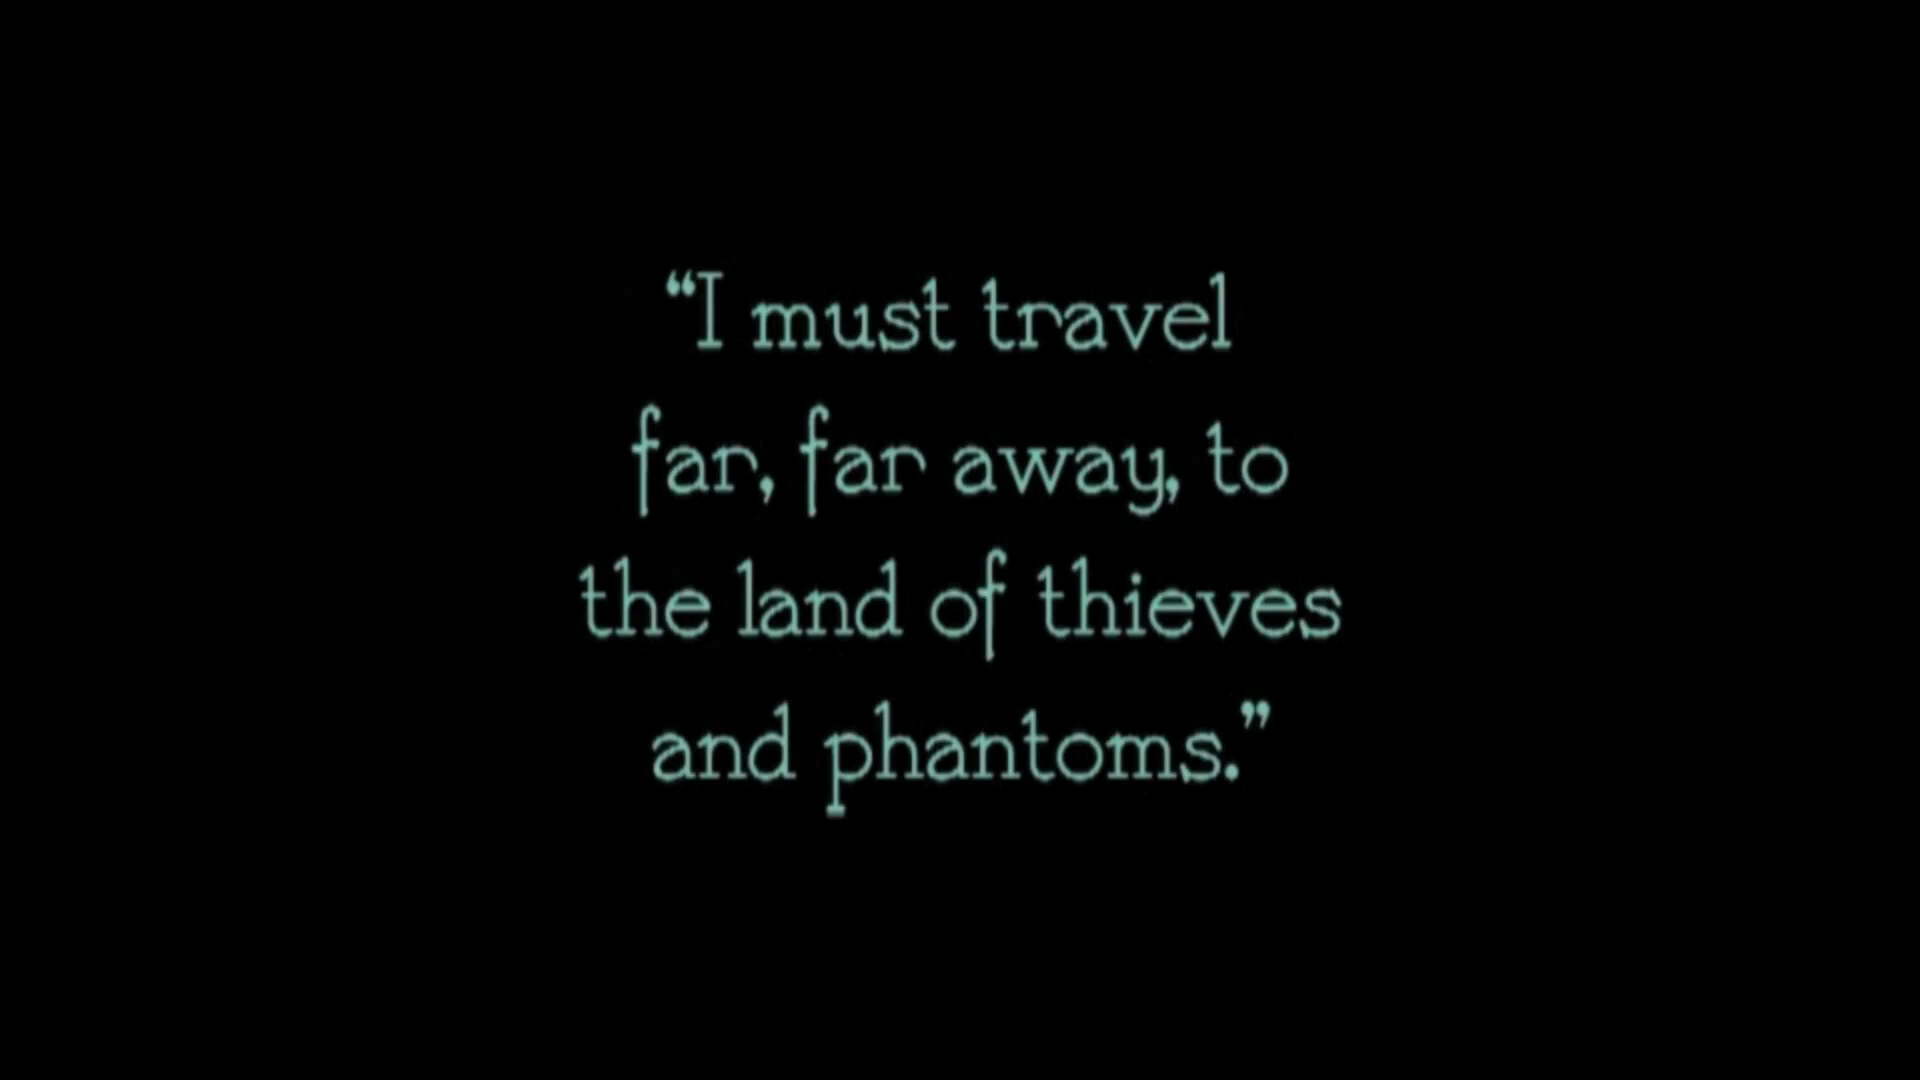 “I must travel
far, far away, to
the land of thieves
and phantoms.”